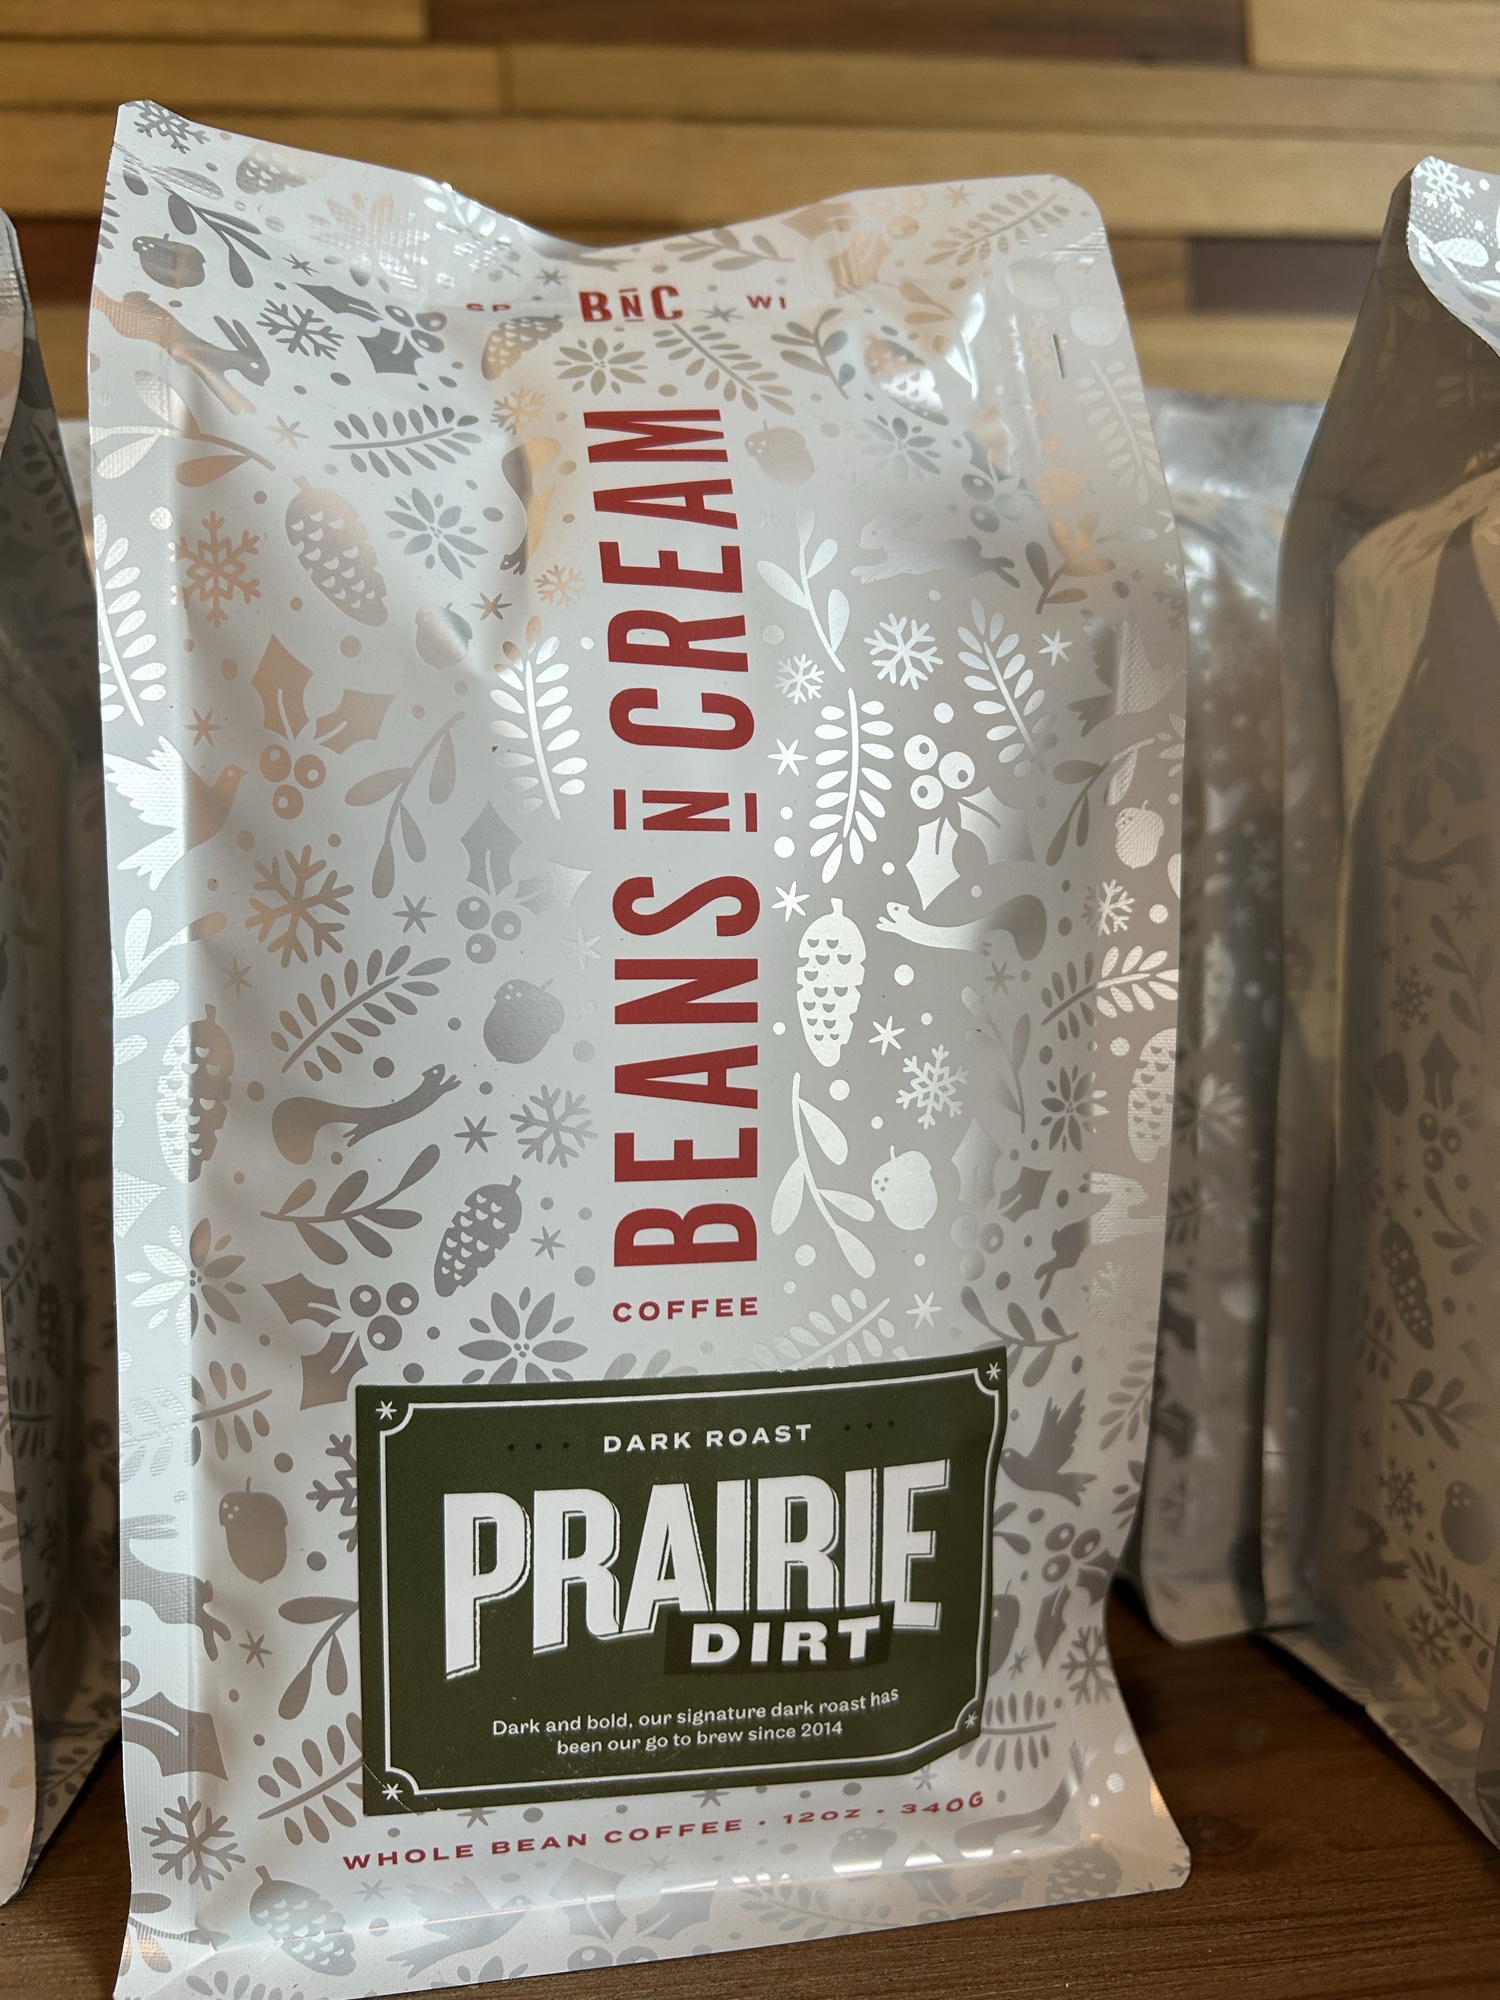 SP BNC WI
BEANS N CREAM
COFFEE
DARK ROAST
PRAIRIE
DIRT
Dark and bold, our signature dark roast has
been our go to brew since 2014
WHOLE BEAN COFFEE · 12OZ · 340G